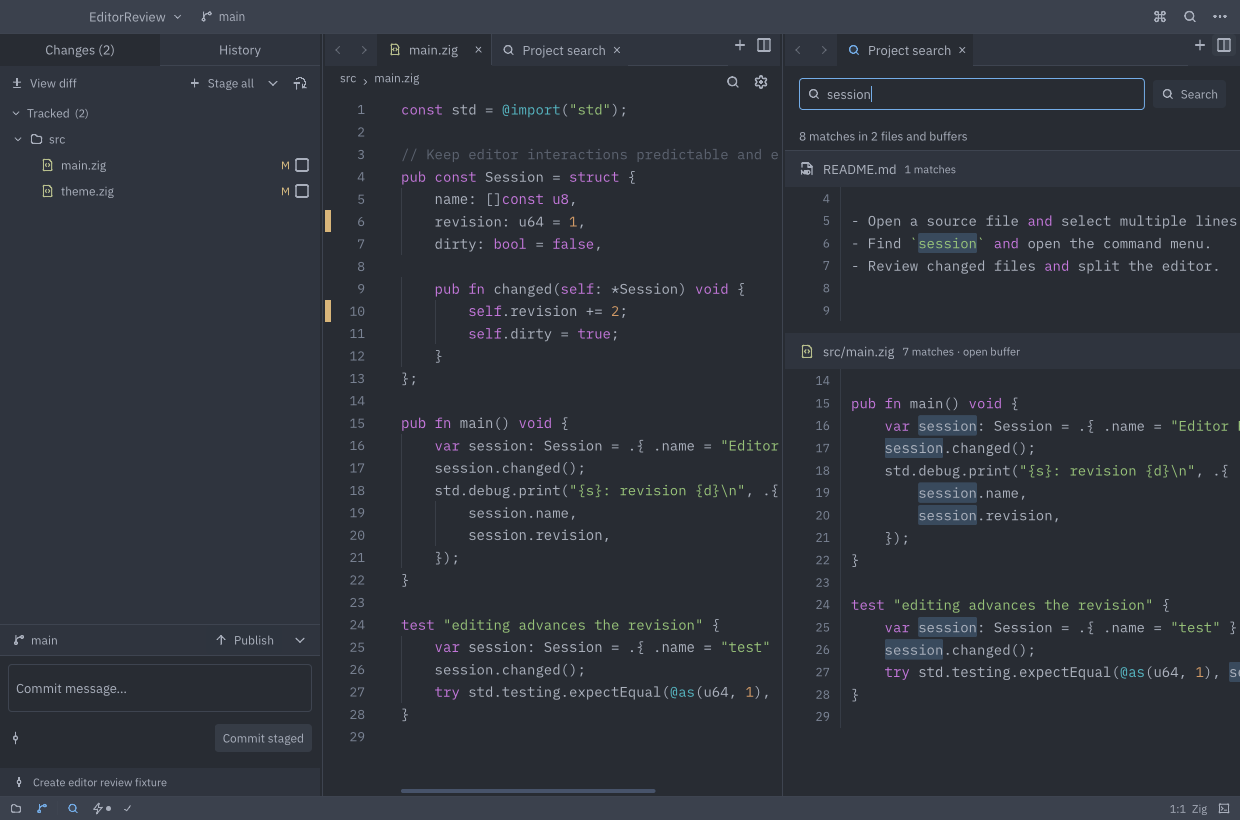 EditorReview main
Changes (2) History
View diff Stage all
Tracked (2)
src
main.zig M
theme.zig M
main Publish
Commit message...
Commit staged
Create editor review fixture
main.zig × Project search ×
src › main.zig
1 const std = @import("std");
2
3 // Keep editor interactions predictable and e
4 pub const Session = struct {
5 name: []const u8,
6 revision: u64 = 1,
7 dirty: bool = false,
8
9 pub fn changed(self: *Session) void {
10 self.revision += 2;
11 self.dirty = true;
12 }
13 };
14
15 pub fn main() void {
16 var session: Session = .{ .name = "Editor
17 session.changed();
18 std.debug.print("{s}: revision {d}\n", .{
19 session.name,
20 session.revision,
21 });
22 }
23
24 test "editing advances the revision" {
25 var session: Session = .{ .name = "test"
26 session.changed();
27 try std.testing.expectEqual(@as(u64, 1),
28 }
29
Project search ×
session Search
8 matches in 2 files and buffers
README.md 1 matches
4
5 - Open a source file and select multiple lines
6 - Find `session` and open the command menu.
7 - Review changed files and split the editor.
8
9
src/main.zig 7 matches · open buffer
14
15 pub fn main() void {
16 var session: Session = .{ .name = "Editor
17 session.changed();
18 std.debug.print("{s}: revision {d}\n", .{
19 session.name,
20 session.revision,
21 });
22 }
23
24 test "editing advances the revision" {
25 var session: Session = .{ .name = "test" }
26 session.changed();
27 try std.testing.expectEqual(@as(u64, 1), s
28 }
29
1:1 Zig